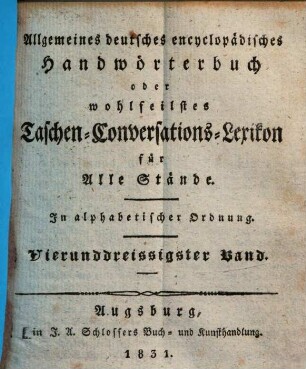 Allgemeines deutsches encyclopädisches
Handwörterbuch
oder
wohlfeilstes
Taschen-Conversations-Lexikon
für
Alle Stände.
In alphabetischer Ordnung.
Vierunddreissigster Band.
Augsburg,
in J. A. Schlossers Buch- und Kunsthandlung.
1831.